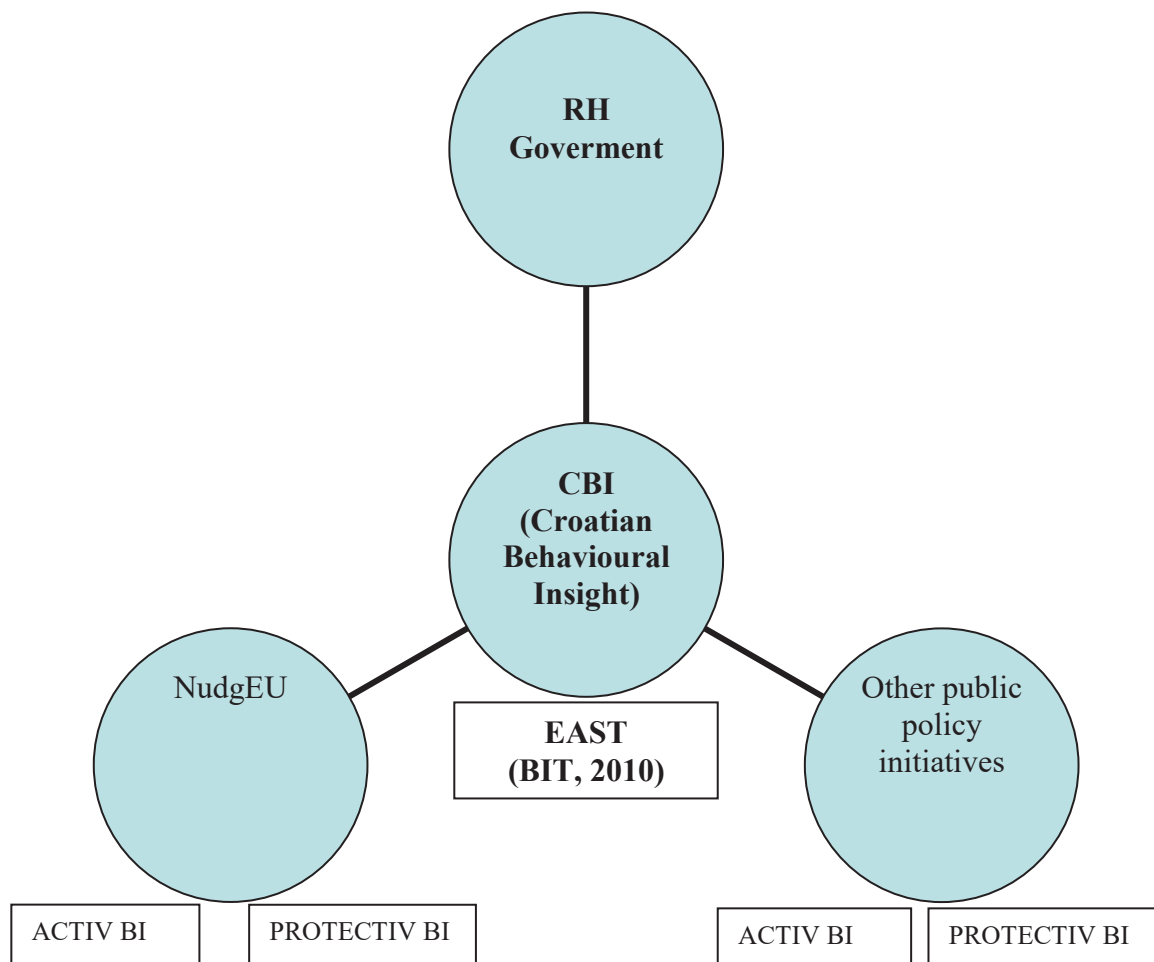 RH
Goverment
CBI
(Croatian
Behavioural
Insight)
NudgEU
Other public
policy
initiatives
EAST
(BIT, 2010)
ACTIV BI
PROTECTIV BI
ACTIV BI
PROTECTIV BI